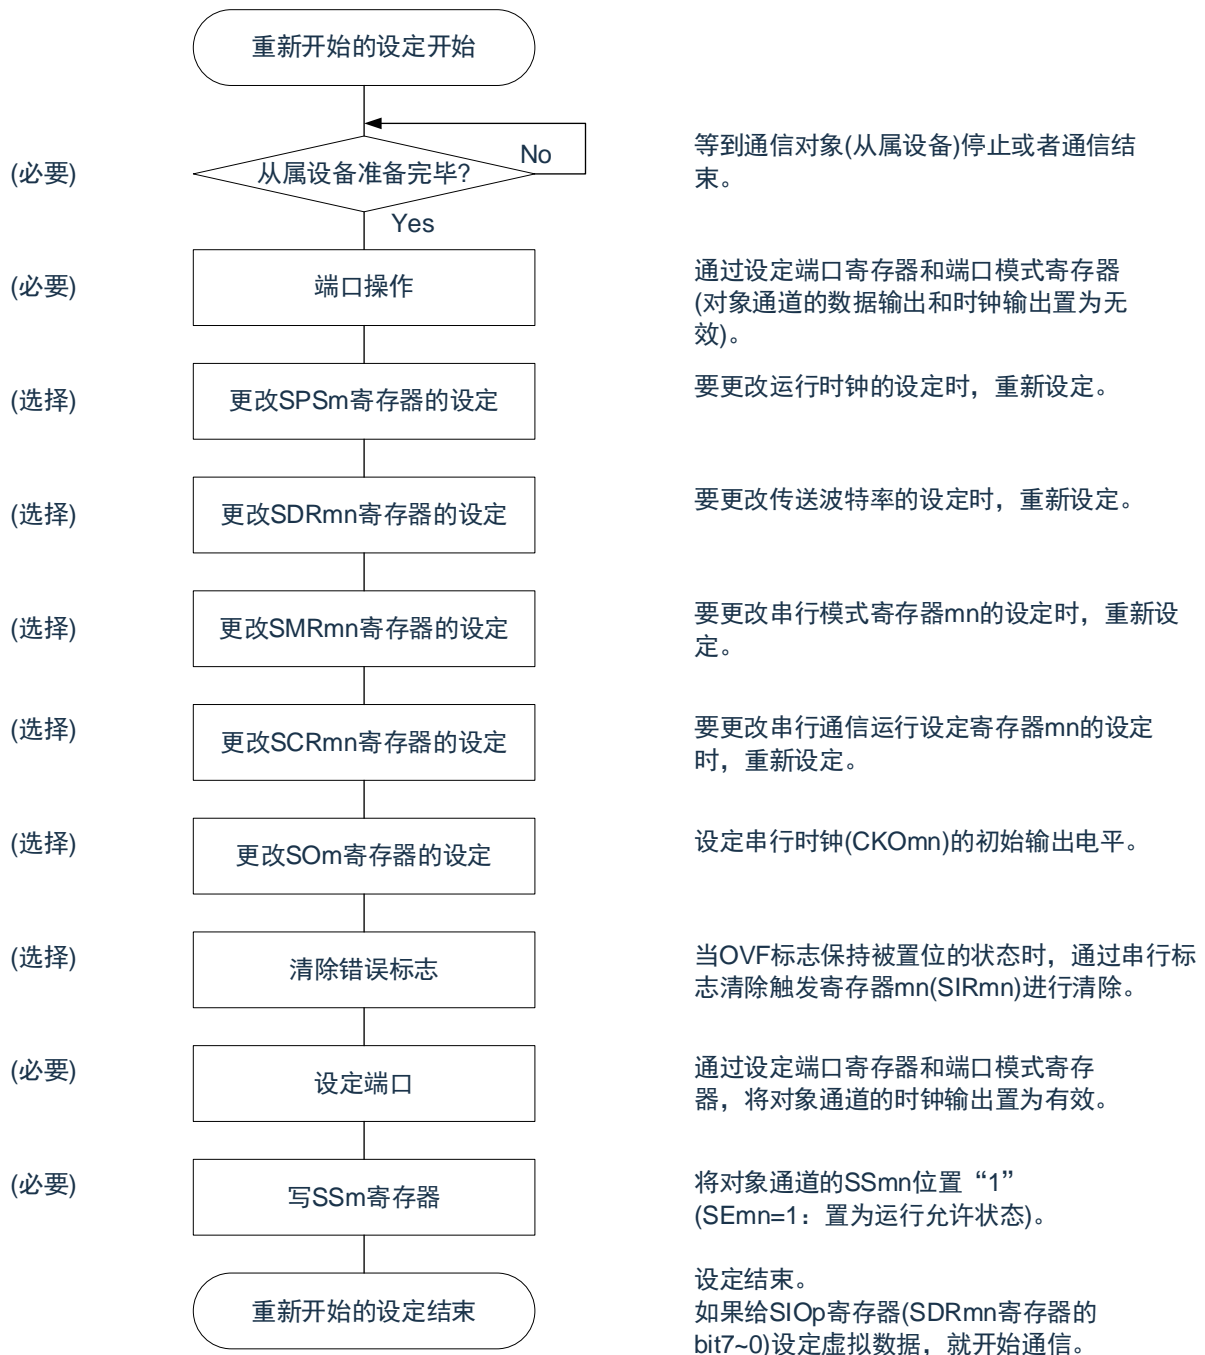 重新开始的设定开始
(必要)
从属设备准备完毕?
No
Yes
等到通信对象(从属设备)停止或者通信结
束。
(必要)
端口操作
通过设定端口寄存器和端口模式寄存器
(对象通道的数据输出和时钟输出置为无
效)。
(选择)
更改SPSm寄存器的设定
要更改运行时钟的设定时，重新设定。
(选择)
更改SDRmn寄存器的设定
要更改传送波特率的设定时，重新设定。
(选择)
更改SMRmn寄存器的设定
要更改串行模式寄存器mn的设定时，重新设
定。
(选择)
更改SCRmn寄存器的设定
要更改串行通信运行设定寄存器mn的设定
时，重新设定。
(选择)
更改SOm寄存器的设定
设定串行时钟(CKOmn)的初始输出电平。
(选择)
清除错误标志
当OVF标志保持被置位的状态时，通过串行标
志清除触发寄存器mn(SIRmn)进行清除。
(必要)
设定端口
通过设定端口寄存器和端口模式寄存
器，将对象通道的时钟输出置为有效。
(必要)
写SSm寄存器
将对象通道的SSmn位置“1”
(SEmn=1：置为运行允许状态)。
重新开始的设定结束
设定结束。
如果给SIOp寄存器(SDRmn寄存器的
bit7~0)设定虚拟数据，就开始通信。